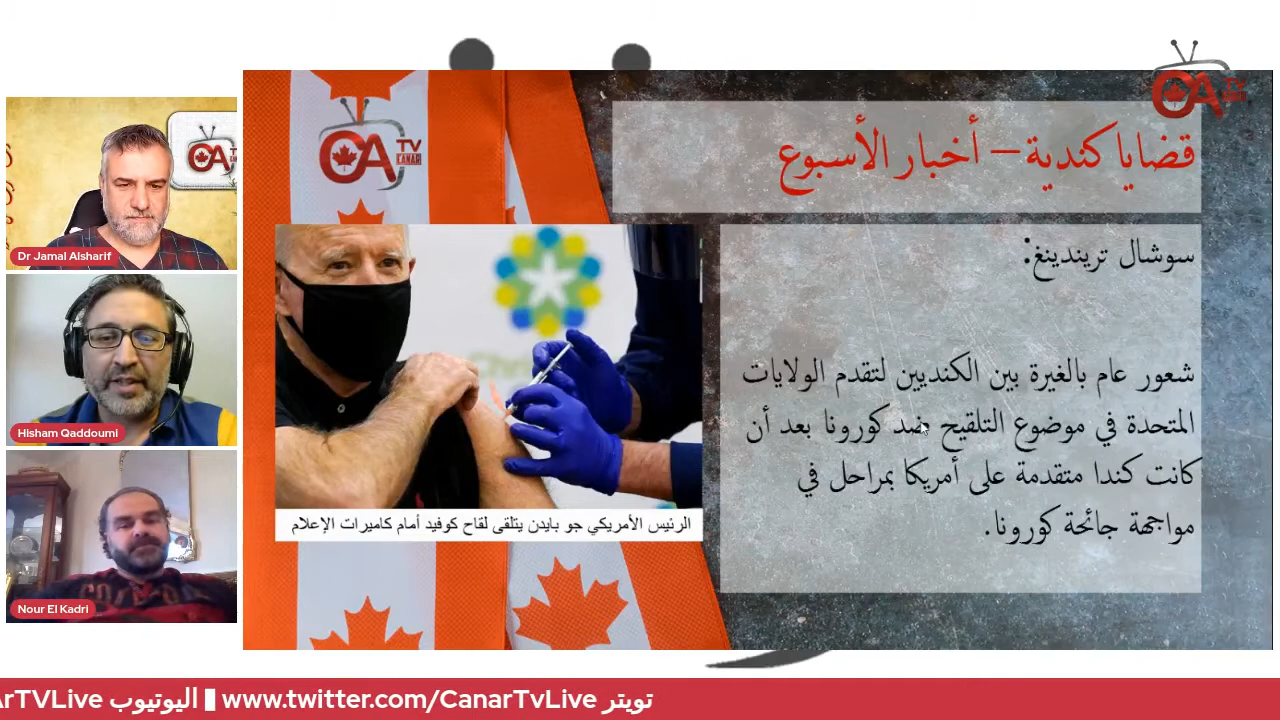 OA TV CANAR
قضايا كندية – أخبار الأسبوع
سوشال تريندينغ:
شعور عام بالغيرة بين الكنديين لتقدم الولايات
المتحدة في موضوع التلقيح ضد كورونا بعد أن
كانت كندا متقدمة على أمريكا بمراحل في
مواجهة جائحة كورونا.
الرئيس الأمريكي جو بايدن يتلقى لقاح كوفيد أمام كاميرات الإعلام
Dr Jamal Alsharif
Hisham Qaddoumi
Nour El Kadri
ArTVLive اليوتيوب www.twitter.com/CanarTvLive تويتر